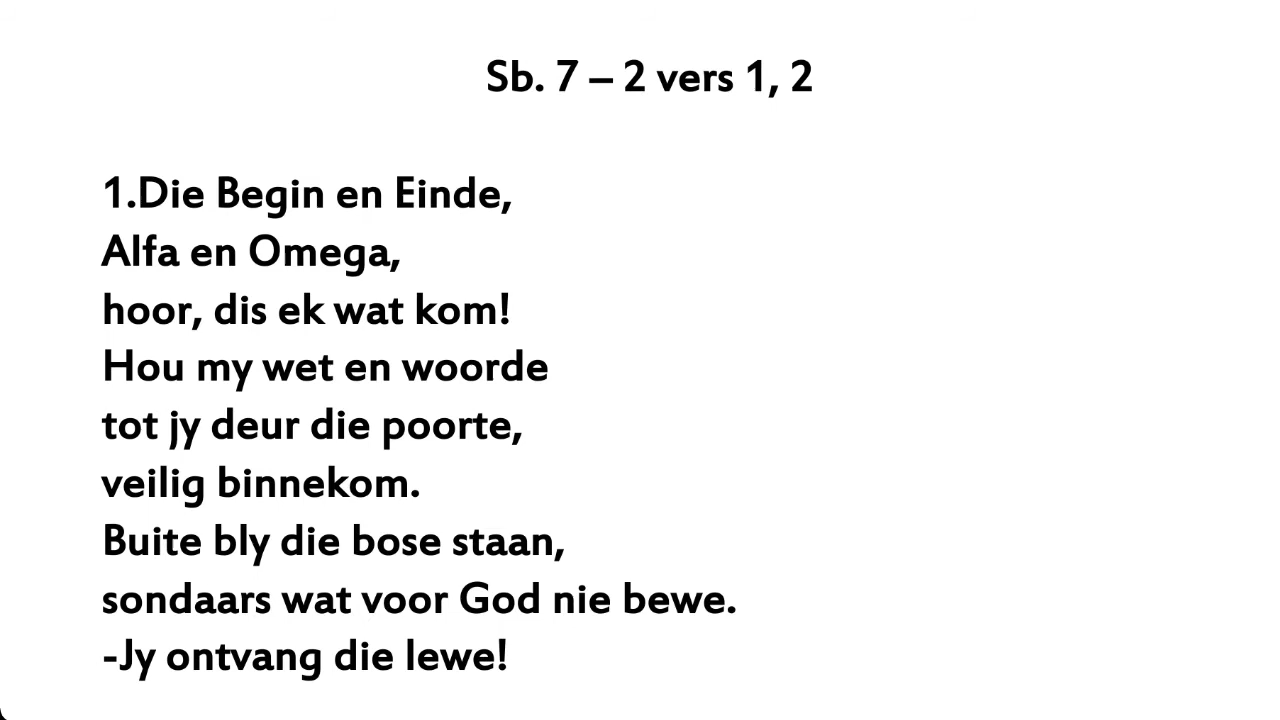 Sb. 7 – 2 vers 1, 2
1.Die Begin en Einde,
Alfa en Omega,
hoor, dis ek wat kom!
Hou my wet en woorde
tot jy deur die poorte,
veilig binnekom.
Buite bly die bose staan,
sondaars wat voor God nie bewe.
-Jy ontvang die lewe!